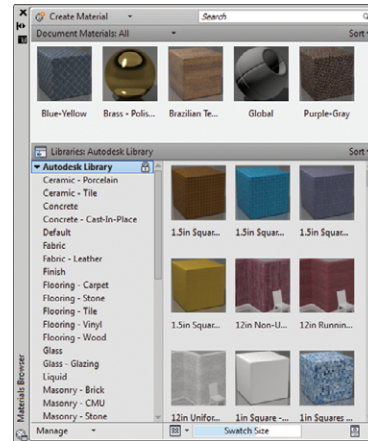 Create Material
Search
Document Materials: All
Sort
Blue-Yellow
Brass - Polis...
Brazilian Te...
Global
Purple-Gray
Libraries: Autodesk Library
Sort
Autodesk Library
Ceramic - Porcelain
Ceramic - Tile
Concrete
Concrete - Cast-In-Place
Default
Fabric
Fabric - Leather
Finish
Flooring - Carpet
Flooring - Stone
Flooring - Tile
Flooring - Vinyl
Flooring - Wood
Glass
Glass - Glazing
Liquid
Masonry - Brick
Masonry - CMU
Masonry - Stone
1.5in Squar...
1.5in Squar...
1.5in Squar...
1.5in Squar...
12in Non-U...
12in Runnin...
12in Unifor...
1in Square -...
1in Squares ...
Manage
Swatch Size
Materials Browser